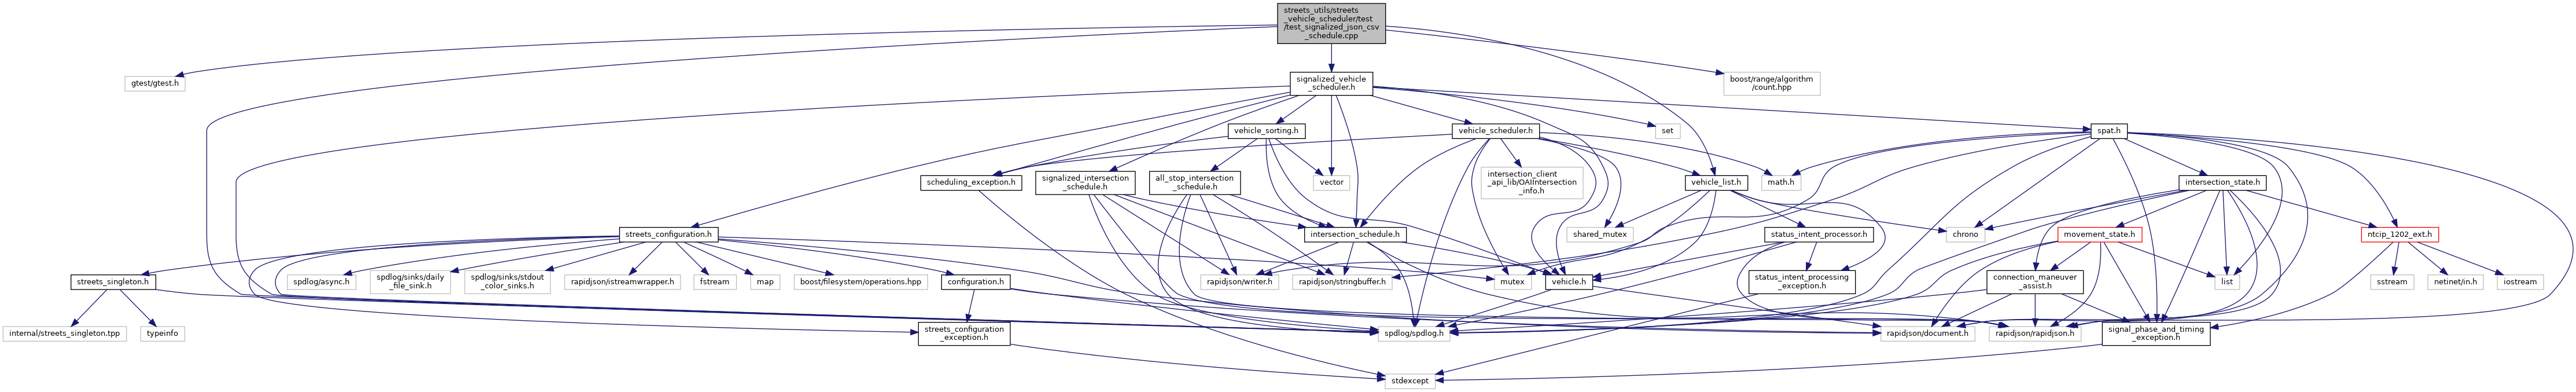 streets_utils/streets
_vehicle_scheduler/test
/test_signalized_json_csv
_schedule.cpp
gtest/gtest.h
signalized_vehicle
_scheduler.h
boost/range/algorithm
/count.hpp
vehicle_sorting.h
vehicle_scheduler.h
set
spat.h
scheduling_exception.h
signalized_intersection
_schedule.h
all_stop_intersection
_schedule.h
vector
intersection_client
_api_lib/OAIIntersection
_info.h
vehicle_list.h
math.h
intersection_state.h
streets_configuration.h
intersection_schedule.h
shared_mutex
status_intent_processor.h
chrono
movement_state.h
ntcip_1202_ext.h
streets_singleton.h
spdlog/async.h
spdlog/sinks/daily
_file_sink.h
spdlog/sinks/stdout
_color_sinks.h
rapidjson/istreamwrapper.h
fstream
map
boost/filesystem/operations.hpp
configuration.h
rapidjson/writer.h
rapidjson/stringbuffer.h
mutex
vehicle.h
status_intent_processing
_exception.h
connection_maneuver
_assist.h
list
sstream
netinet/in.h
iostream
internal/streets_singleton.tpp
typeinfo
streets_configuration
_exception.h
spdlog/spdlog.h
rapidjson/document.h
rapidjson/rapidjson.h
signal_phase_and_timing
_exception.h
stdexcept